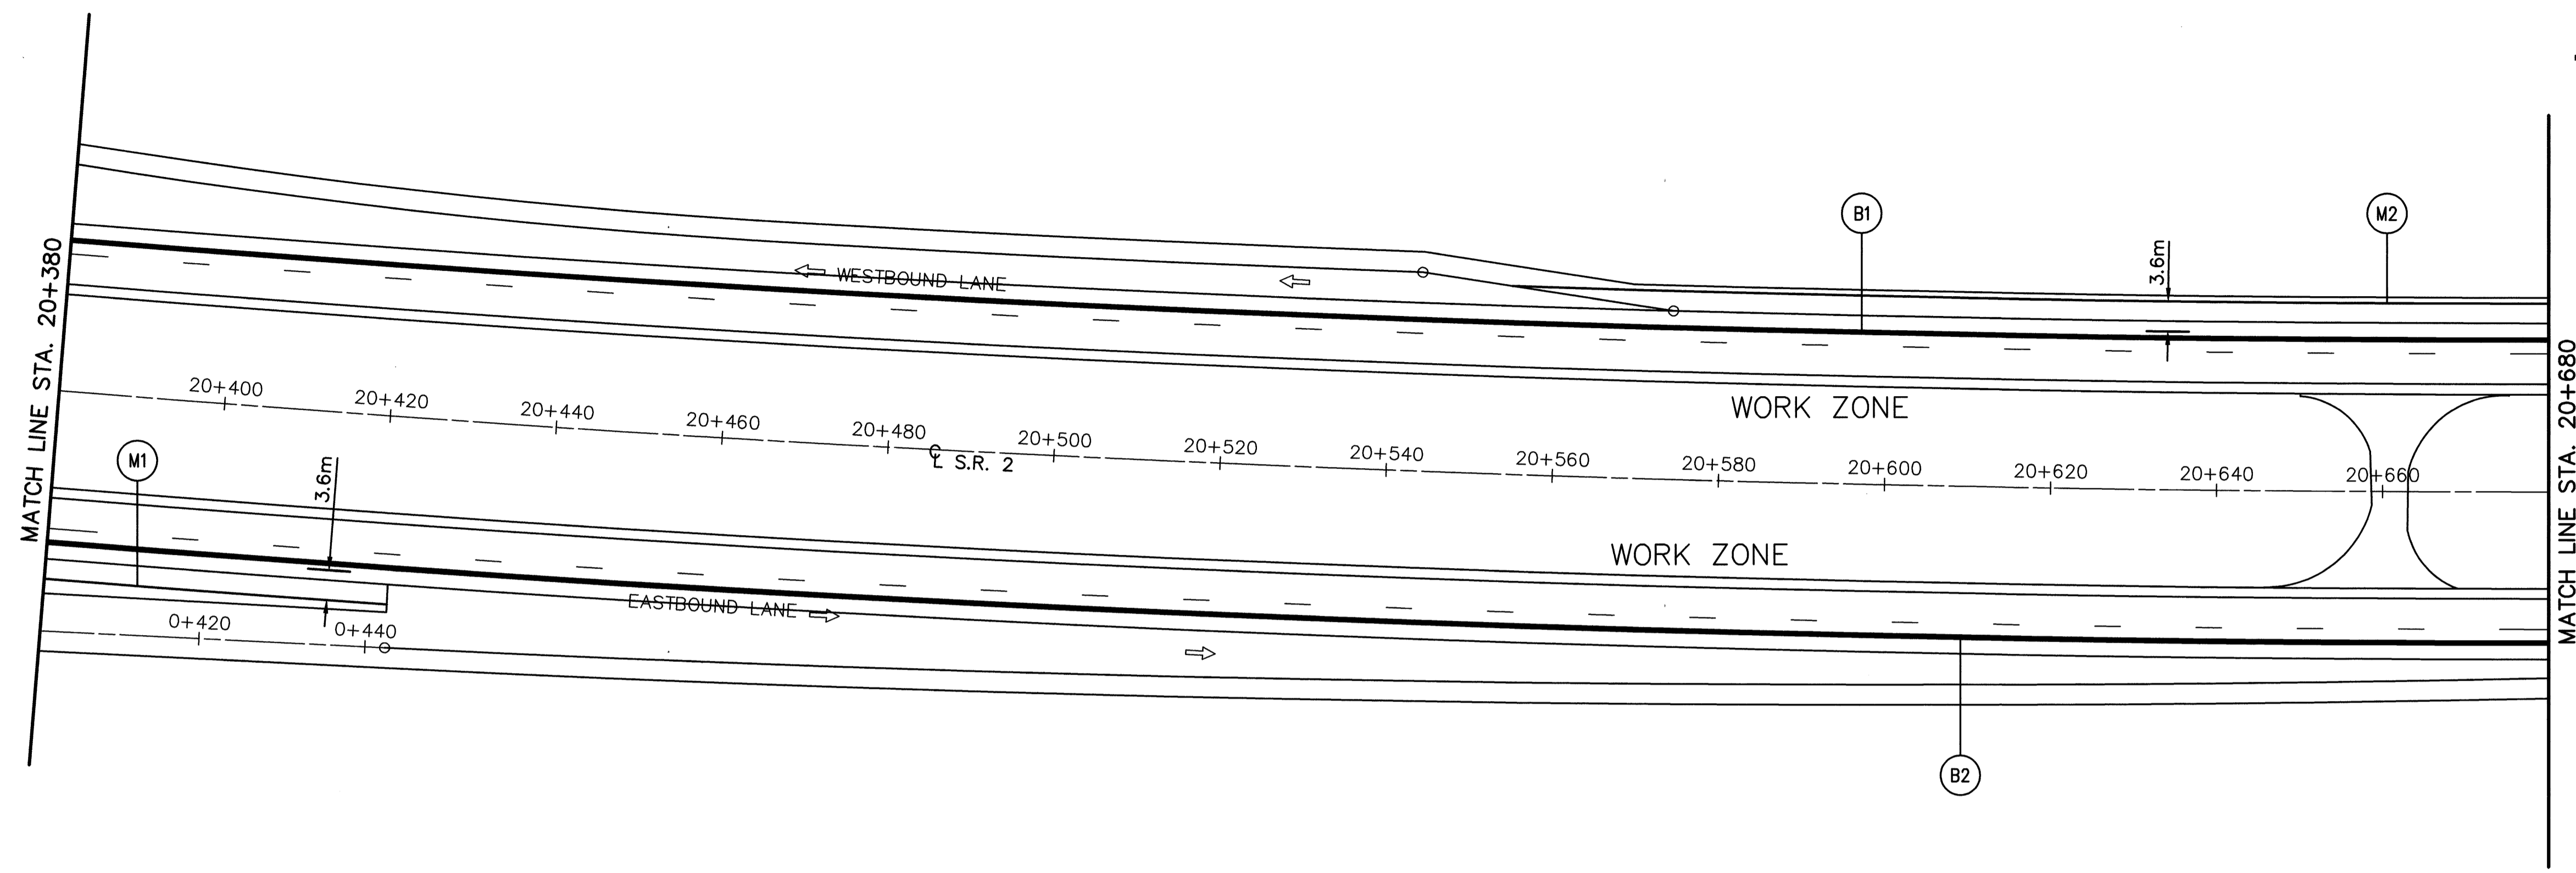 MATCH LINE STA. 20+380
B1
M2
3.6m
WESTBOUND LANE
20+400
20+420
20+440
20+460
20+480
20+500
20+520
20+540
20+560
20+580
20+600
20+620
20+640
20+660
WORK ZONE
℄ S.R. 2
M1
3.6m
WORK ZONE
EASTBOUND LANE
0+420
0+440
B2
MATCH LINE STA. 20+680